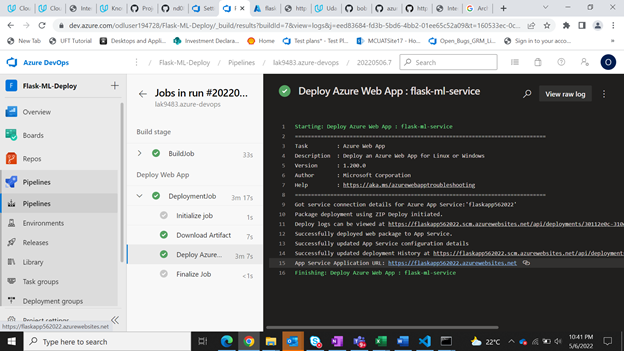 Clou
Clou
Inte
Kno
Proj
Ndo
Sett
(
flasl
http
Inte
udd
bob
azur
http
Inte
G Arcl
dev.azure.com/odluser194728/Flask-ML-Deploy/_build/results?buildId=7&view=logs&j=eed83684-fd3b-5bd6-4bb2-01ee65c52a09&t=160533ec-0c...
New Tab
UFT Tutorial
Desktops and Appli...
Investment Declara...
Home
Test plans* - Test Pl...
MCUATSite17 - Ho...
Open_Bugs_GRM_Li...
Sign in to your acco...
Azure DevOps
/ Flask-ML-Deploy / Pipelines / lak9483.azure-devops / 20220506.7
Search
O
F Flask-ML-Deploy
Overview
Boards
Repos
Pipelines
Pipelines
Environments
Releases
Library
Task groups
Deployment groups
Project settings
https://flaskapp562022.azurewebsites.net
Jobs in run #20220...
lak9483.azure-devops
Build stage
BuildJob 33s
Deploy Web App
DeploymentJob 3m 17s
Initialize job 1s
Download Artifact 7s
Deploy Azure... 3m 7s
Finalize Job <1s
Deploy Azure Web App : flask-ml-service
View raw log
1 Starting: Deploy Azure Web App : flask-ml-service
2 ==============================================================================
3 Task : Azure Web App
4 Description : Deploy an Azure Web App for Linux or Windows
5 Version : 1.200.0
6 Author : Microsoft Corporation
7 Help : https://aka.ms/azurewebapptroubleshooting
8 ==============================================================================
9 Got service connection details for Azure App Service:'flaskapp562022'
10 Package deployment using ZIP Deploy initiated.
11 Deploy logs can be viewed at https://flaskapp562022.scm.azurewebsites.net/api/deployments/30112e0c-310
12 Successfully deployed web package to App Service.
13 Successfully updated App Service configuration details
14 Successfully updated deployment History at https://flaskapp562022.scm.azurewebsites.net/api/deployment
15 App Service Application URL: https://flaskapp562022.azurewebsites.net
16 Finishing: Deploy Azure Web App : flask-ml-service
Type here to search
22°C
10:41 PM
5/6/2022